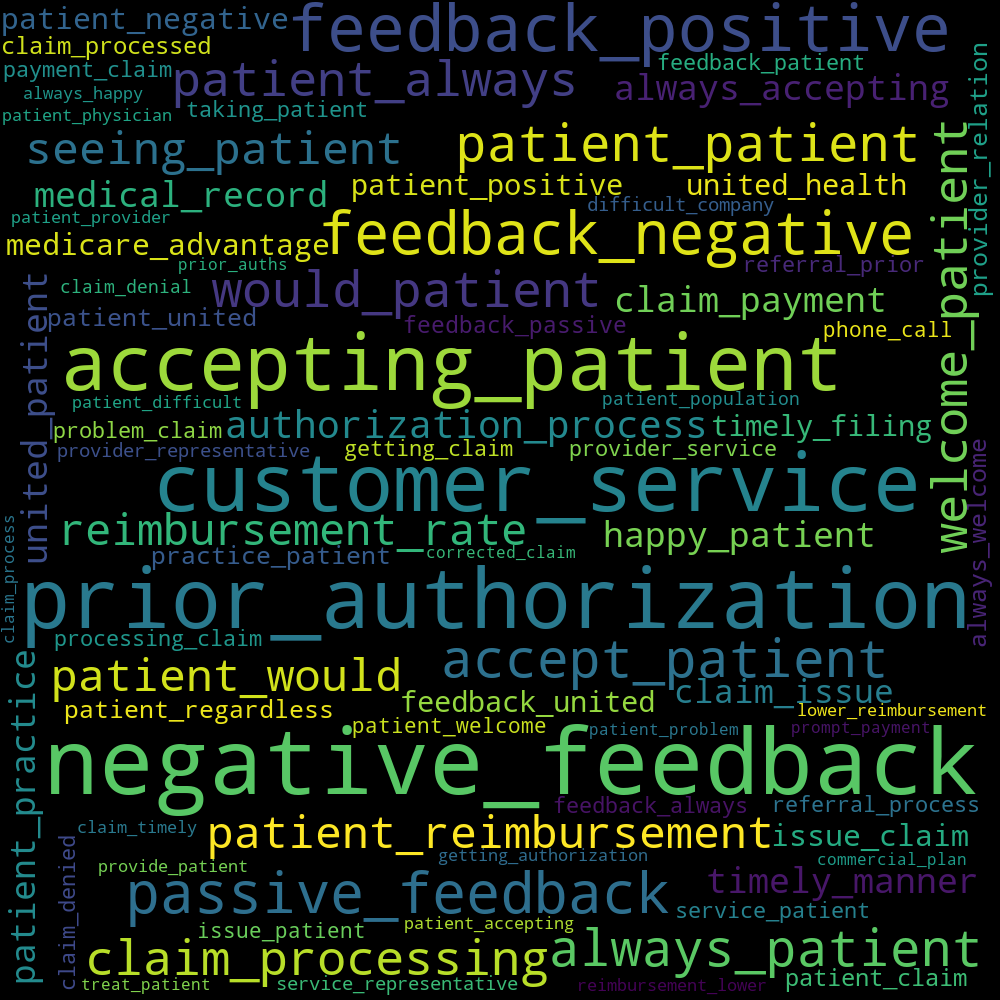 patient_negative
feedback_positive
claim_processed
payment_claim
patient_always
feedback_patient
always_happy
always_accepting
patient_physician
taking_patient
seeing_patient
patient_patient
provider_relation
medical_record
patient_positive
united_health
patient_provider
difficult_company
medicare_advantage
feedback_negative
welcome_patient
prior_auths
referral_prior
claim_denial
would_patient
claim_payment
patient_united
feedback_passive
phone_call
united_patient
accepting_patient
patient_difficult
patient_population
problem_claim
authorization_process
timely_filing
provider_representative
getting_claim
provider_service
customer_service
always_welcome
reimbursement_rate
happy_patient
practice_patient
corrected_claim
claim_process
prior_authorization
processing_claim
accept_patient
patient_would
claim_issue
patient_regardless
feedback_united
lower_reimbursement
patient_welcome
patient_problem
prompt_payment
negative_feedback
patient_practice
feedback_always
referral_process
claim_timely
patient_reimbursement
issue_claim
getting_authorization
commercial_plan
provide_patient
claim_denied
passive_feedback
timely_manner
service_patient
patient_accepting
issue_patient
claim_processing
always_patient
treat_patient
service_representative
reimbursement_lower
patient_claim